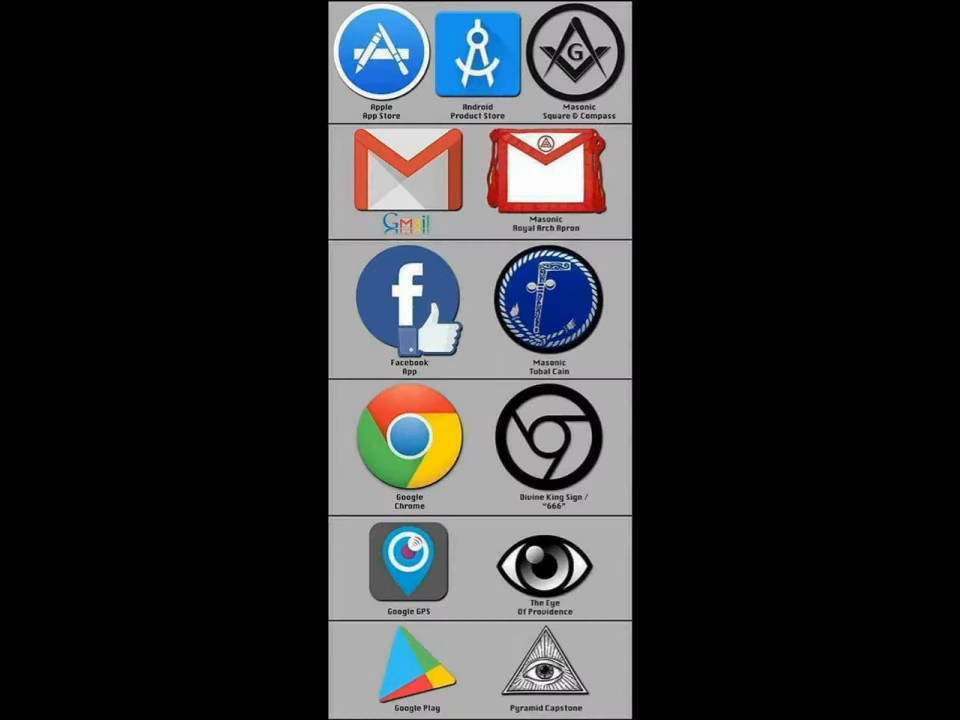 G
Apple
App Store
Android
Product Store
Masonic
Square & Compass
Gmail
Masonic
Royal Arch Apron
f
Facebook
App
Masonic
Tubal Cain
Google
Chrome
Divine King Sign /
"666"
Google GPS
The Eye
Of Providence
Google Play
Pyramid Capstone